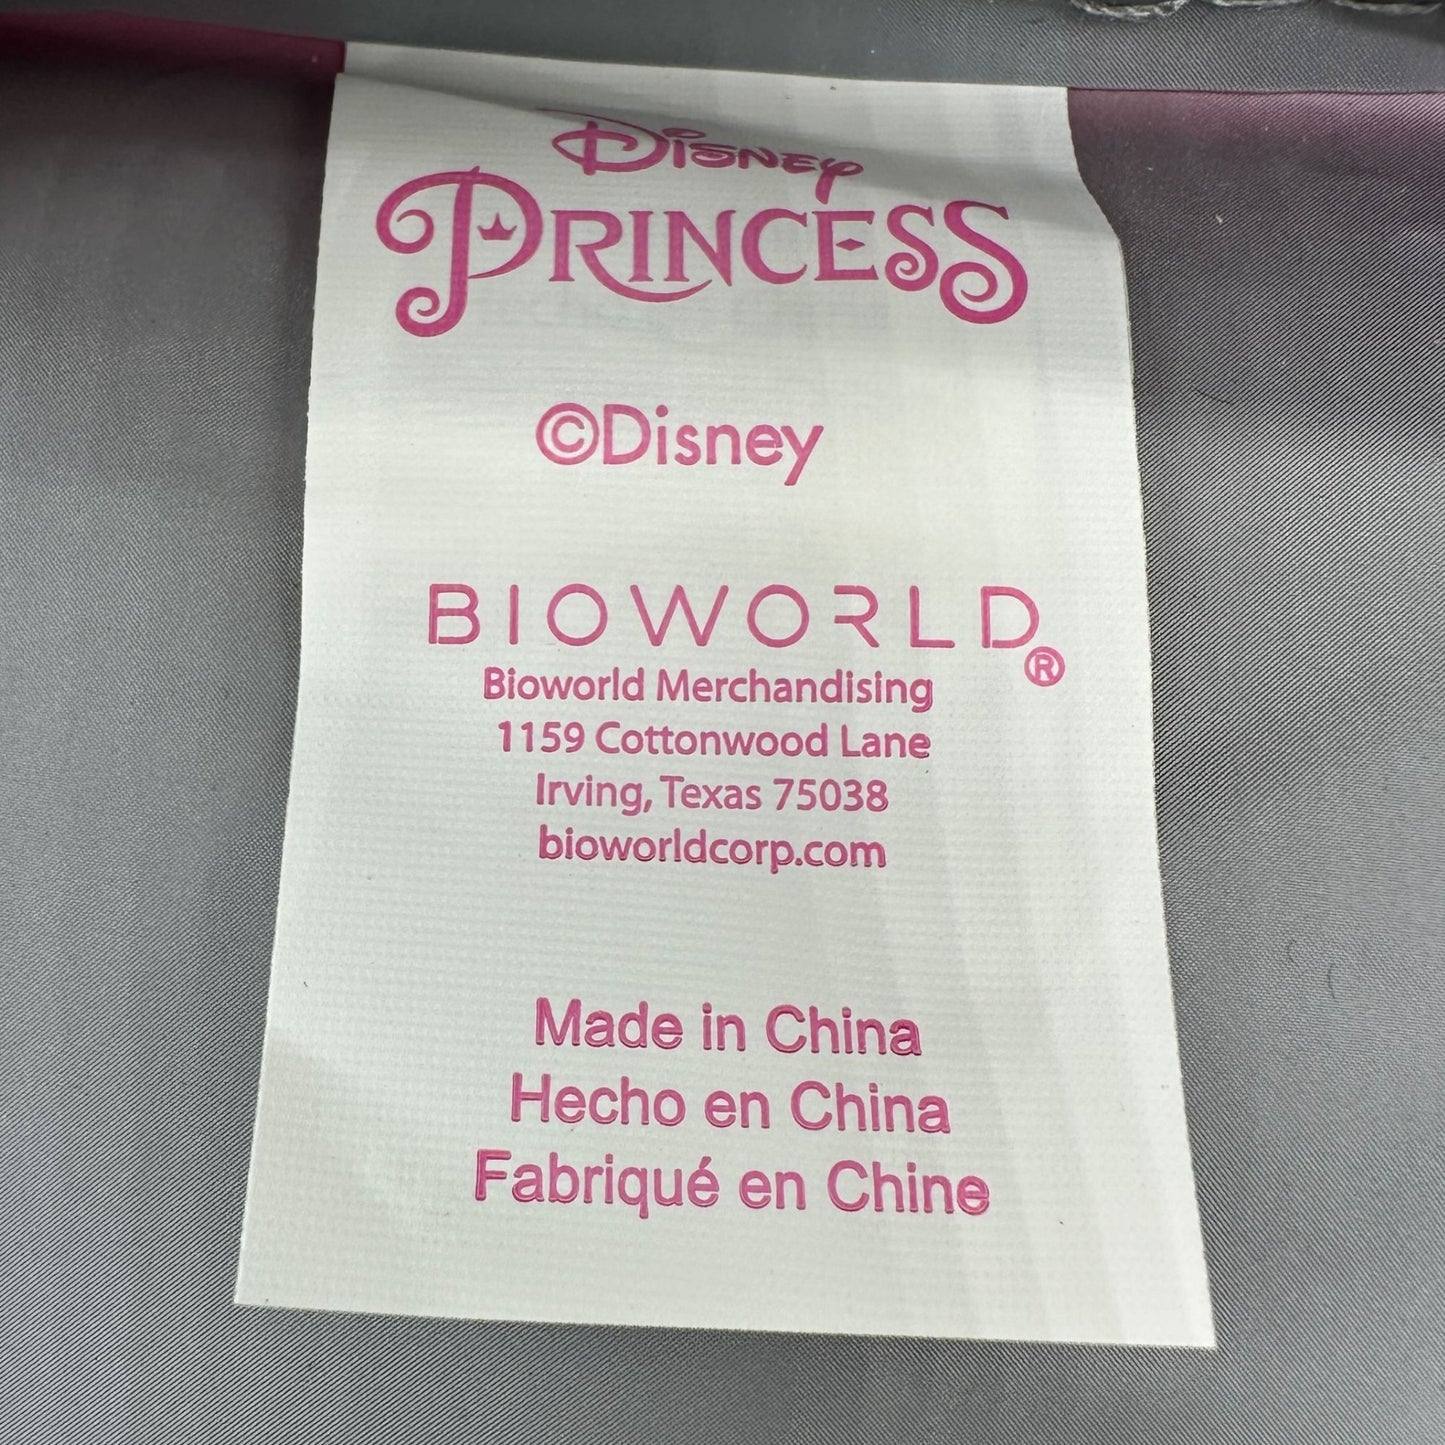 Disney
PRINCESS
©Disney
BIOWORLD®
Bioworld Merchandising
1159 Cottonwood Lane
Irving, Texas 75038
bioworldcorp.com
Made in China
Hecho en China
Fabriqué en Chine